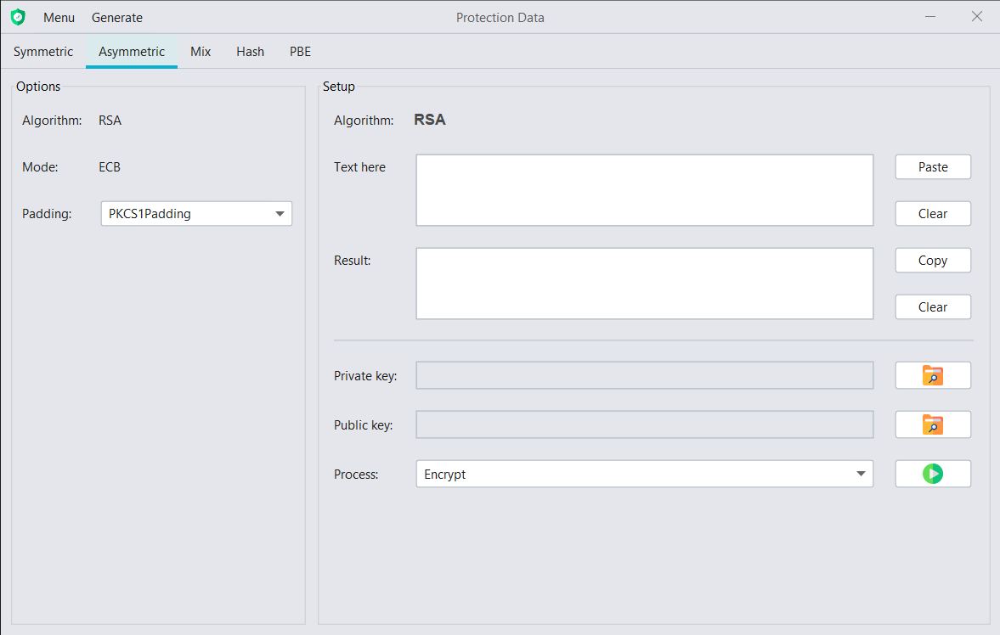 Menu Generate Protection Data
Symmetric Asymmetric Mix Hash PBE
Options
Algorithm: RSA
Mode: ECB
Padding: PKCS1Padding
Setup
Algorithm: RSA
Text here
Paste
Clear
Result:
Copy
Clear
Private key:
Public key:
Process: Encrypt